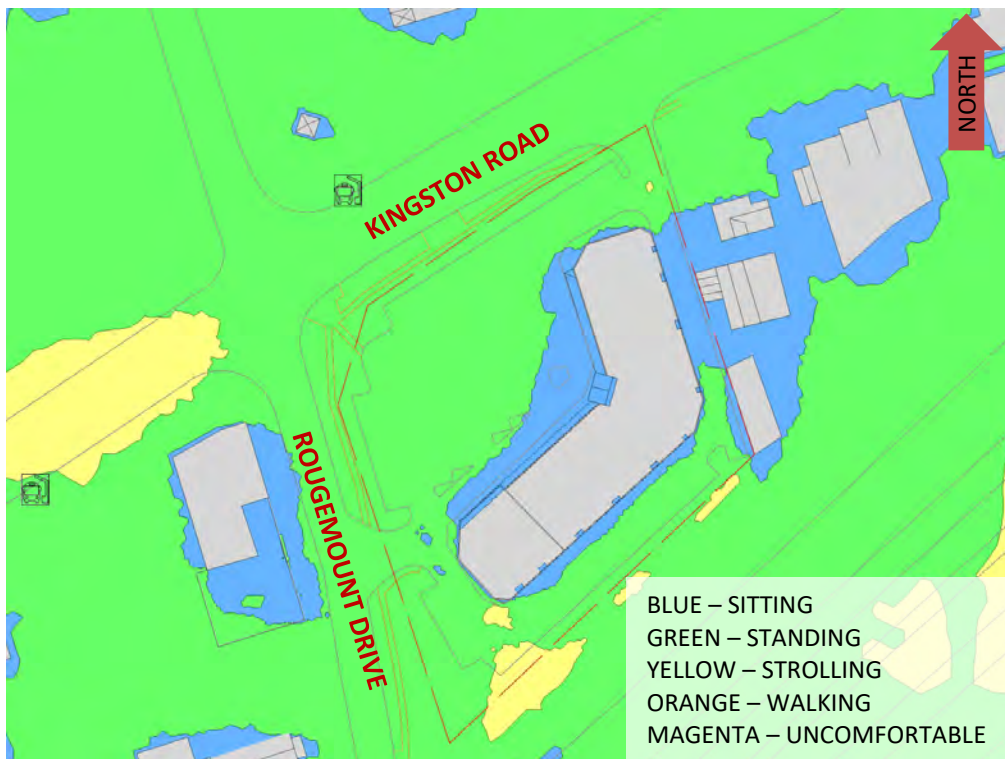 NORTH
KINGSTON ROAD
ROUGEMOUNT DRIVE
BLUE – SITTING
GREEN – STANDING
YELLOW – STROLLING
ORANGE – WALKING
MAGENTA – UNCOMFORTABLE